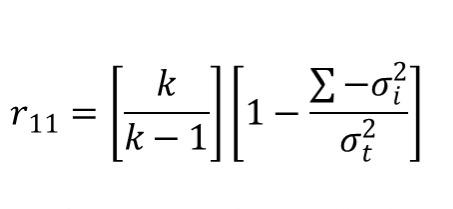 r₁₁ = [k / (k − 1)] [1 − (∑ −σᵢ²) / σₜ²]